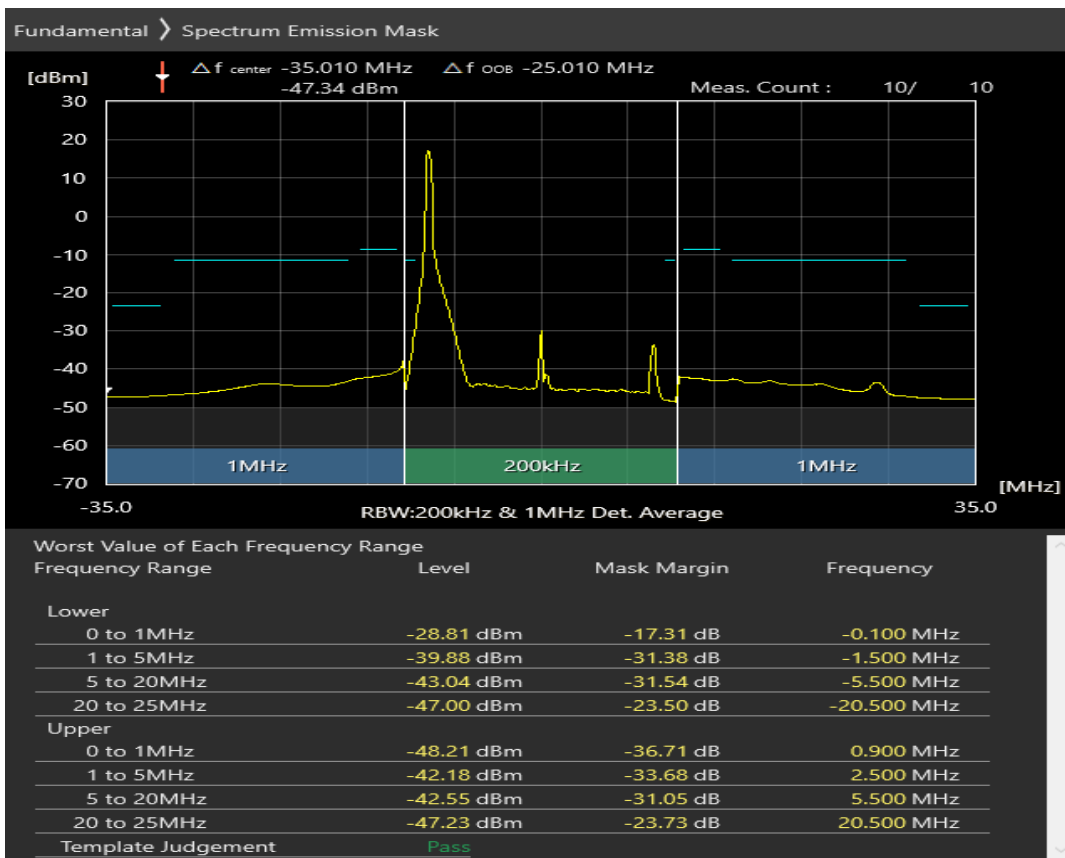 Fundamental 〉 Spectrum Emission Mask
[dBm] △f center -35.010 MHz △f OOB -25.010 MHz
-47.34 dBm Meas. Count : 10/ 10
30
20
10
0
-10
-20
-30
-40
-50
-60
-70
1MHz 200kHz 1MHz
[MHz]
-35.0 RBW:200kHz & 1MHz Det. Average 35.0
Worst Value of Each Frequency Range
Frequency Range Level Mask Margin Frequency
Lower
0 to 1MHz -28.81 dBm -17.31 dB -0.100 MHz
1 to 5MHz -39.88 dBm -31.38 dB -1.500 MHz
5 to 20MHz -43.04 dBm -31.54 dB -5.500 MHz
20 to 25MHz -47.00 dBm -23.50 dB -20.500 MHz
Upper
0 to 1MHz -48.21 dBm -36.71 dB 0.900 MHz
1 to 5MHz -42.18 dBm -33.68 dB 2.500 MHz
5 to 20MHz -42.55 dBm -31.05 dB 5.500 MHz
20 to 25MHz -47.23 dBm -23.73 dB 20.500 MHz
Template Judgement Pass